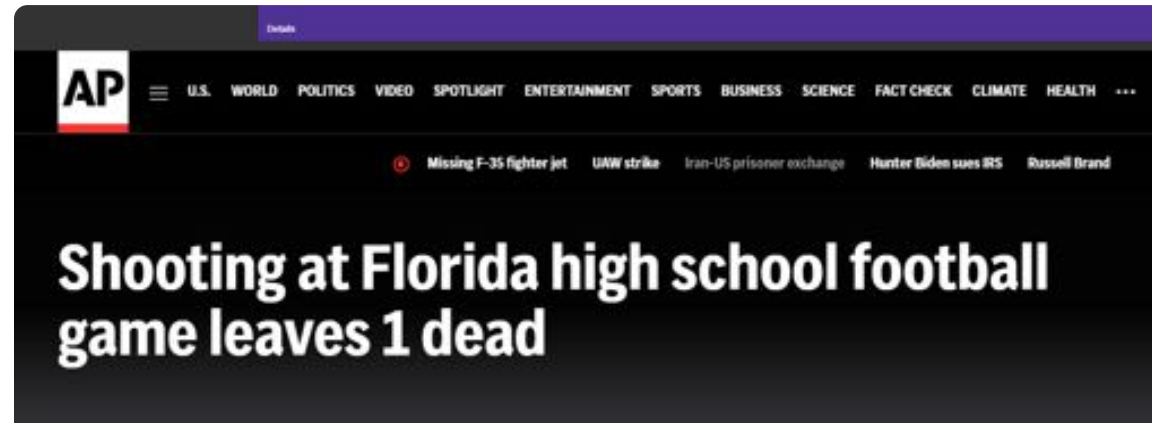 Details
AP
U.S. WORLD POLITICS VIDEO SPOTLIGHT ENTERTAINMENT SPORTS BUSINESS SCIENCE FACT CHECK CLIMATE HEALTH •••
Missing F-35 fighter jet UAW strike Iran-US prisoner exchange Hunter Biden sues IRS Russell Brand
Shooting at Florida high school football
game leaves 1 dead